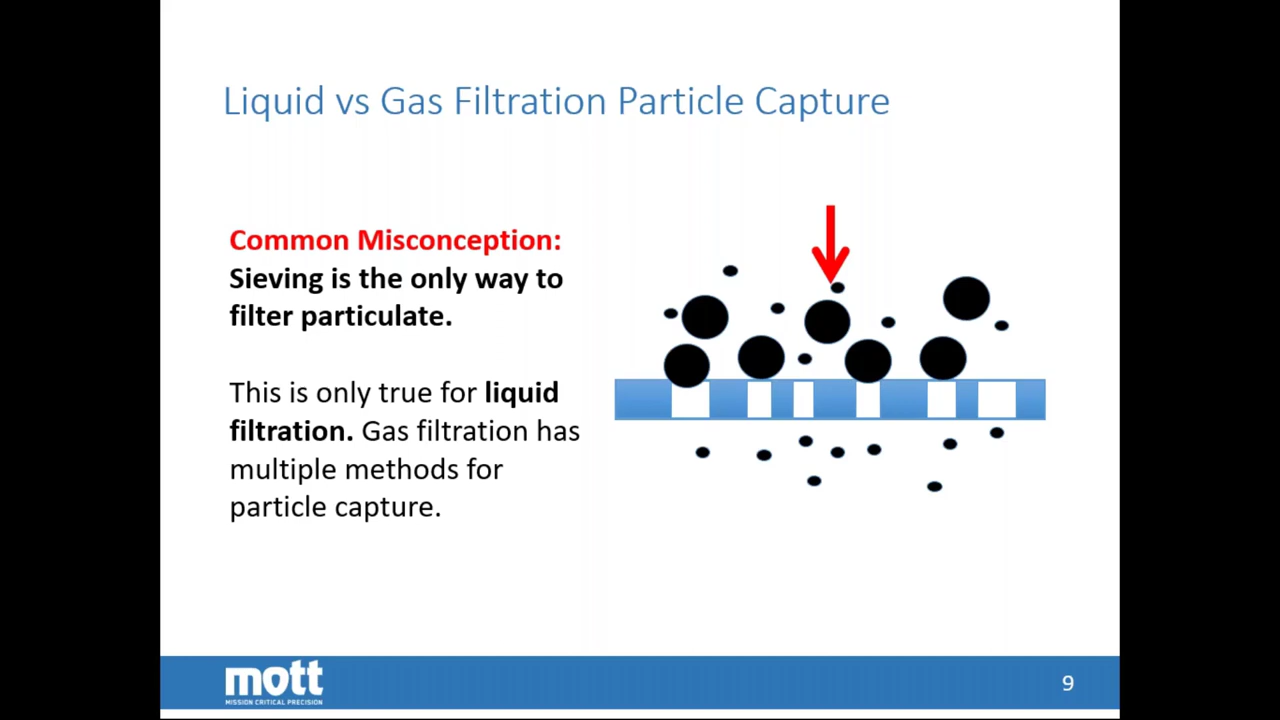 Liquid vs Gas Filtration Particle Capture
Common Misconception:
Sieving is the only way to
filter particulate.
This is only true for liquid
filtration. Gas filtration has
multiple methods for
particle capture.
mott
MISSION CRITICAL PRECISION
9